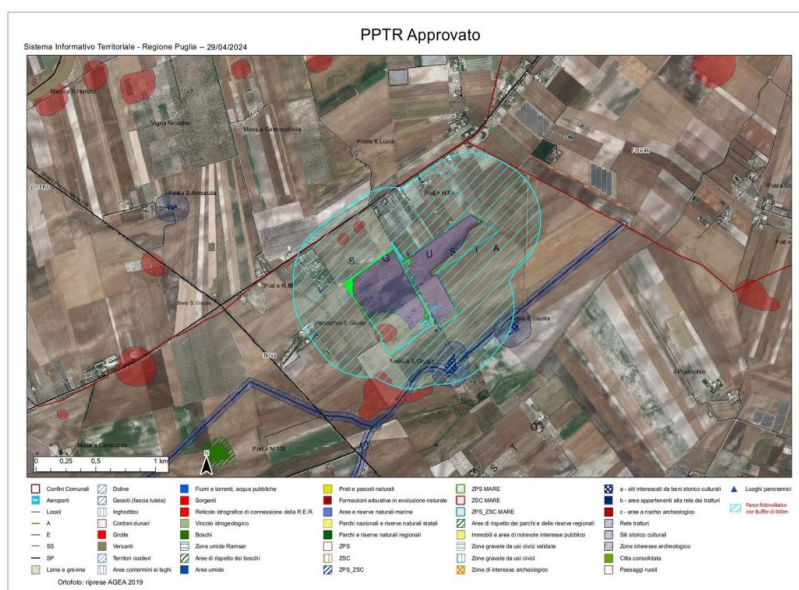 PPTR Approvato
Sistema Informativo Territoriale - Regione Puglia -- 29/04/2024
Vigna Nocelli
Posta S.Lucia
S G I U S T A
1 km
0 0,25 0,5
N
Confini Comunali
Aeroporti
Locali
A
E
SS
SP
Lame e gravine
Doline
Geositi (fascia tutela)
Inghiottitoi
Cordoni dunari
Grotte
Versanti
Territori costieri
Aree contermini ai laghi
Fiumi e torrenti, acque pubbliche
Sorgenti
Reticolo idrografico di connessione della R.E.R.
Vincolo idrogeologico
Boschi
Zone umide Ramsar
Aree di rispetto dei boschi
Aree umide
Prati e pascoli naturali
Formazioni arbustive in evoluzione naturale
Aree e riserve naturali marine
Parchi nazionali e riserve naturali statali
Parchi e riserve naturali regionali
ZPS
ZSC
ZPS_ZSC
ZPS MARE
ZSC MARE
ZPS_ZSC MARE
Aree di rispetto dei parchi e delle riserve regionali
Immobili e aree di notevole interesse pubblico
Zone gravate da usi civici validate
Zone gravate da usi civici
Zone di interesse archeologico
a - siti interessati da beni storico culturali
b - aree appartenenti alla rete dei tratturi
c - aree a rischio archeologico
Rete tratturi
Siti storico culturali
Zone interesse archeologico
Citta consolidata
Paesaggi rurali
Luoghi panoramici
Parco fotovoltaico
con Buffer di 500m
Ortofoto: riprese AGEA 2019